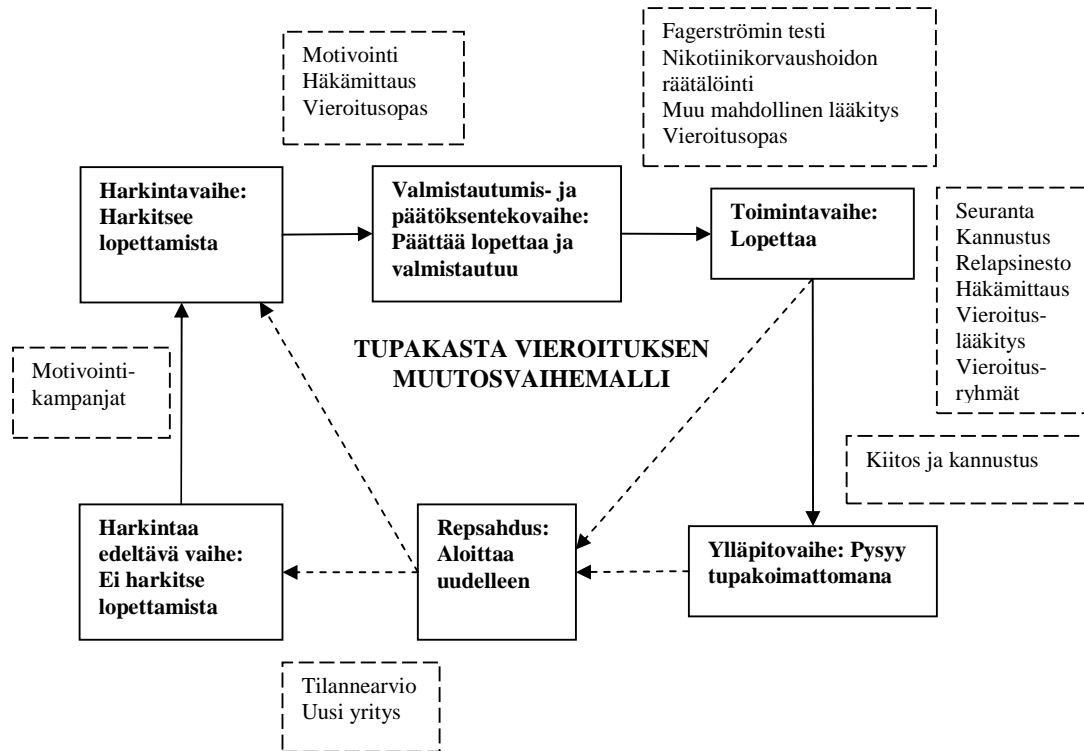 Motivointi
Häkämittaus
Vieroitusopas
Fagerströmin testi
Nikotiinikorvaushoidon
räätälöinti
Muu mahdollinen lääkitys
Vieroitusopas
Harkintavaihe:
Harkitsee
lopettamista
Valmistautumis- ja
päätöksentekovaihe:
Päättää lopettaa ja
valmistautuu
Toimintavaihe:
Lopettaa
Seuranta
Kannustus
Relapsinesto
Häkämittaus
Vieroitus-
lääkitys
Vieroitus-
ryhmät
TUPAKASTA VIEROITUKSEN
MUUTOSVAIHEMALLI
Motivointi-
kampanjat
Kiitos ja kannustus
Harkintaa
edeltävä vaihe:
Ei harkitse
lopettamista
Repsahdus:
Aloittaa
uudelleen
Ylläpitovaihe: Pysyy
tupakoimattomana
Tilannearvio
Uusi yritys